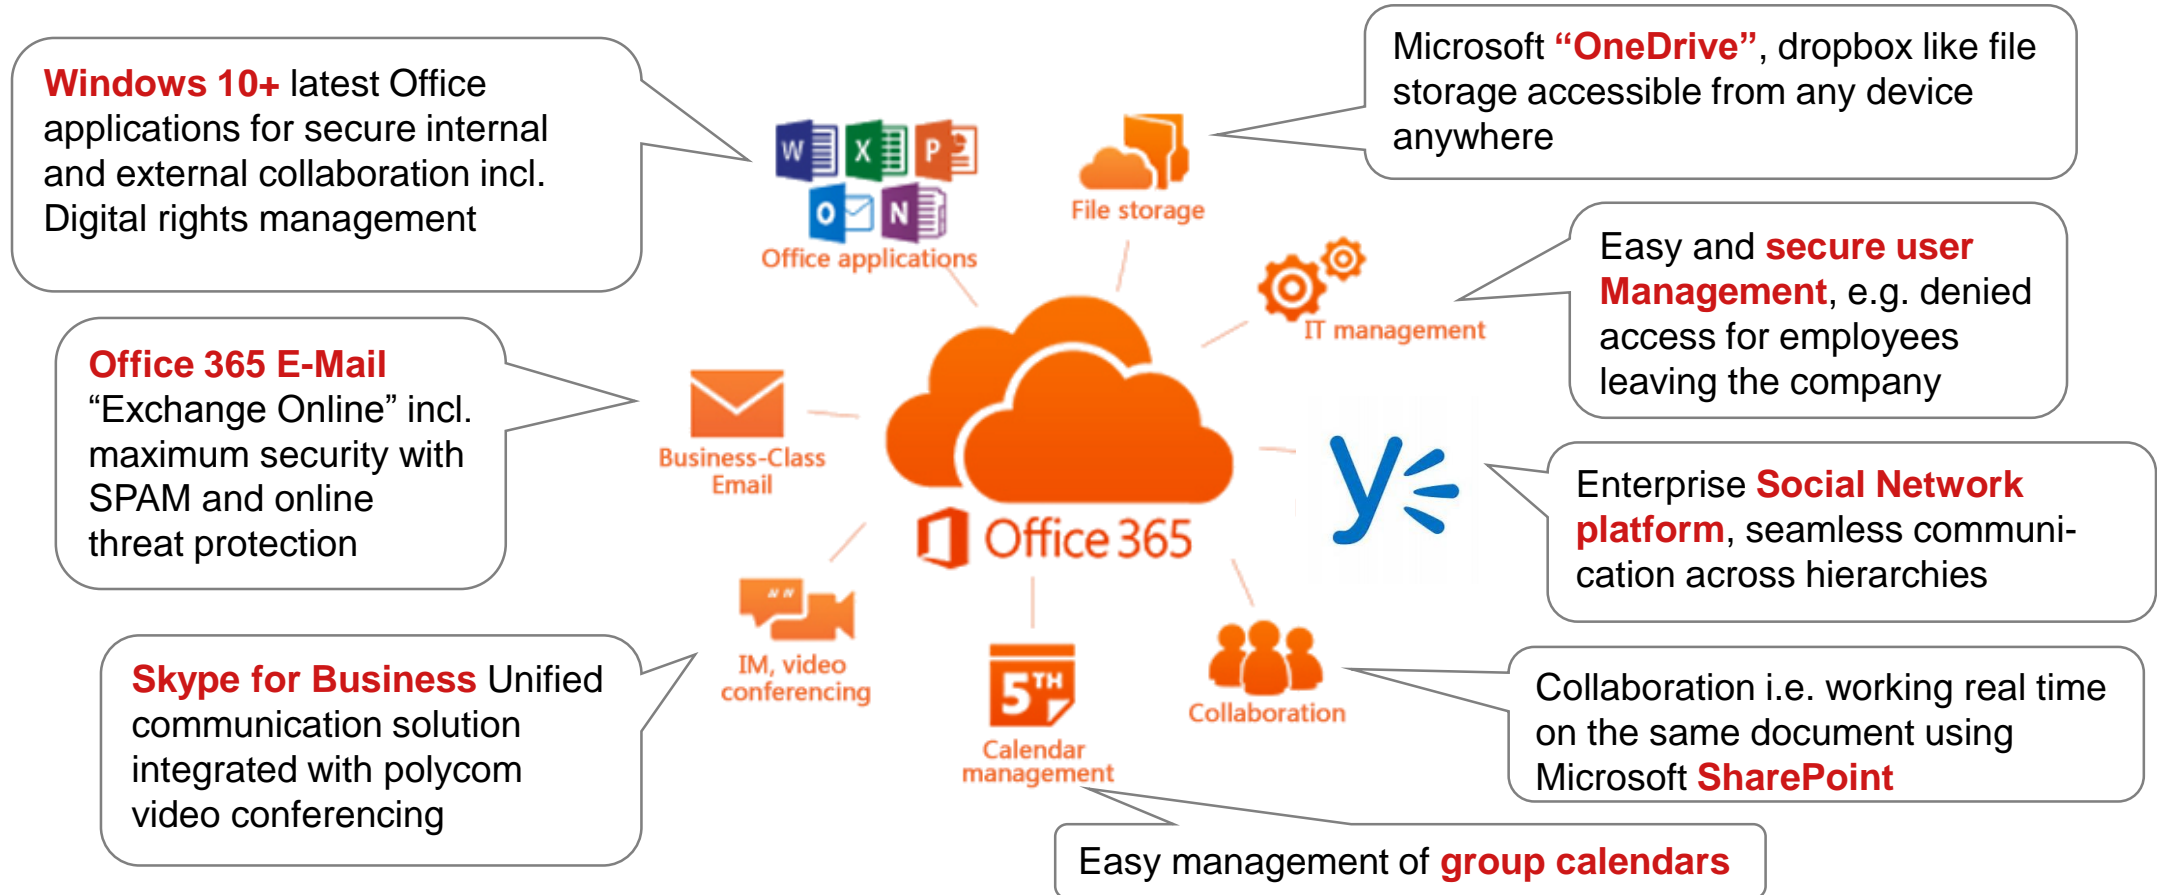 Windows 10+ latest Office
applications for secure internal
and external collaboration incl.
Digital rights management
Microsoft “OneDrive”, dropbox like file
storage accessible from any device
anywhere
W
X
P
O
N
Office applications
File storage
Easy and secure user
Management, e.g. denied
access for employees
leaving the company
IT management
Office 365 E-Mail
“Exchange Online” incl.
maximum security with
SPAM and online
threat protection
Business-Class
Email
Office 365
y
Enterprise Social Network
platform, seamless communi-
cation across hierarchies
Skype for Business Unified
communication solution
integrated with polycom
video conferencing
IM, video
conferencing
5TH
Calendar
management
Collaboration
Collaboration i.e. working real time
on the same document using
Microsoft SharePoint
Easy management of group calendars